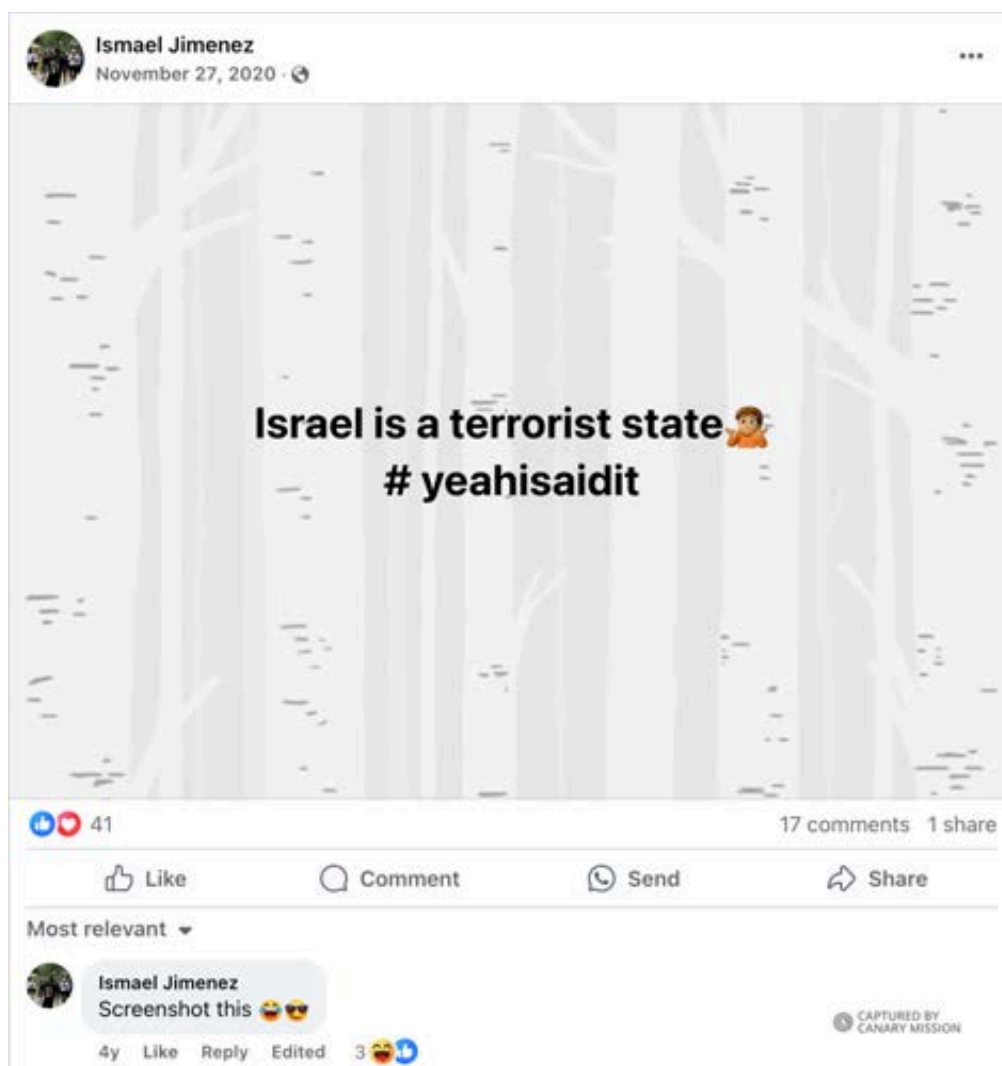 Ismael Jimenez
November 27, 2020 ·
Israel is a terrorist state🤷🏽
# yeahisaidit
41
17 comments 1 share
Like Comment Send Share
Most relevant
Ismael Jimenez
Screenshot this 😂😎
4y Like Reply Edited 3
CAPTURED BY
CANARY MISSION